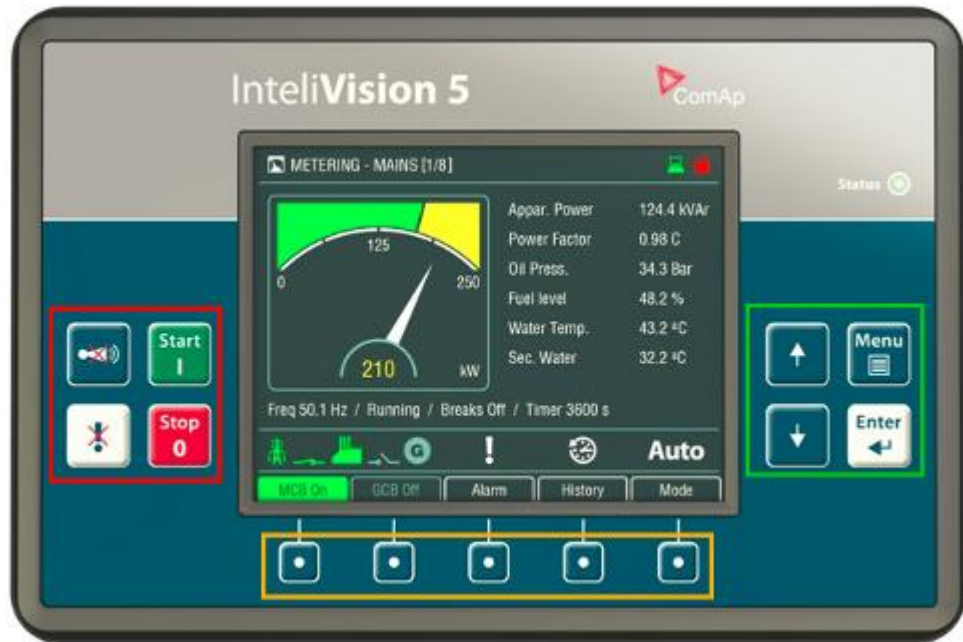 InteliVision 5
ComAp
METERING - MAINS [1/8]
Status
0
125
250
210
kW
Appar. Power 124.4 kVAr
Power Factor 0.98 C
Oil Press. 34.3 Bar
Fuel level 48.2 %
Water Temp. 43.2 ºC
Sec. Water 32.2 ºC
Freq 50.1 Hz / Running / Breaks Off / Timer 3600 s
G
!
Auto
MCB On
GCB Off
Alarm
History
Mode
Start
I
Stop
0
Menu
Enter